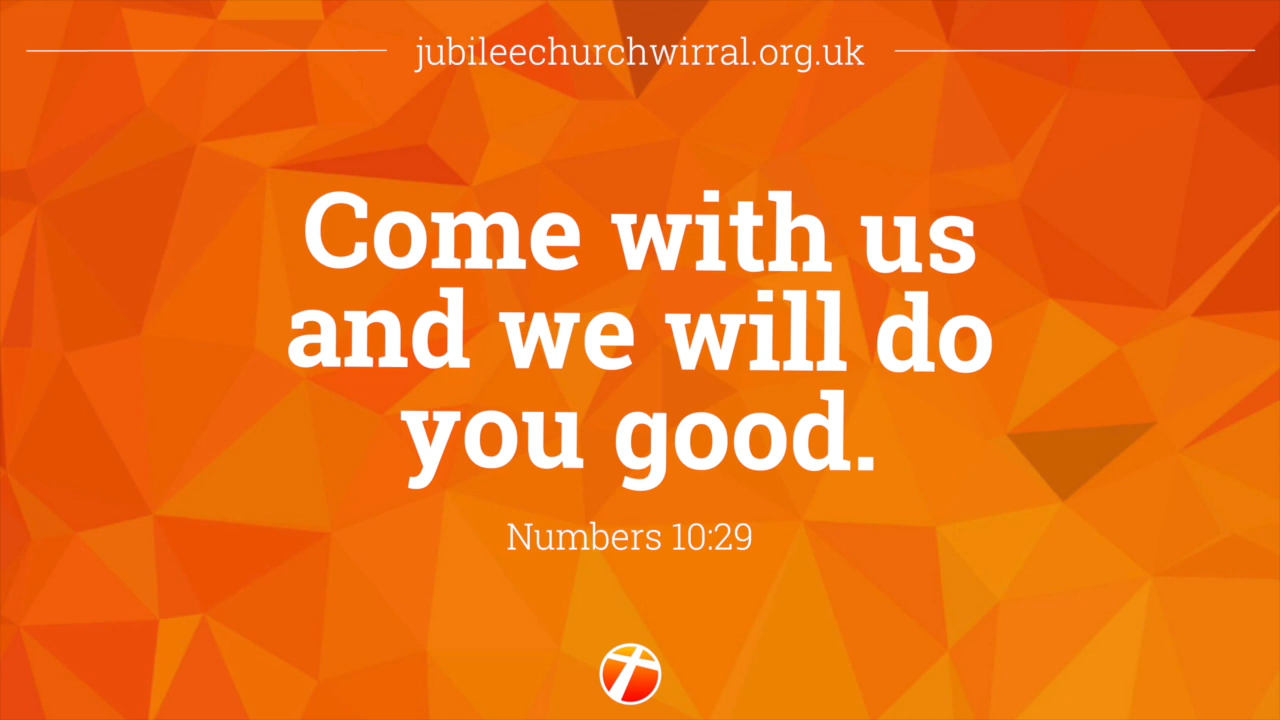 jubileechurchwirral.org.uk
Come with us
and we will do
you good.
Numbers 10:29